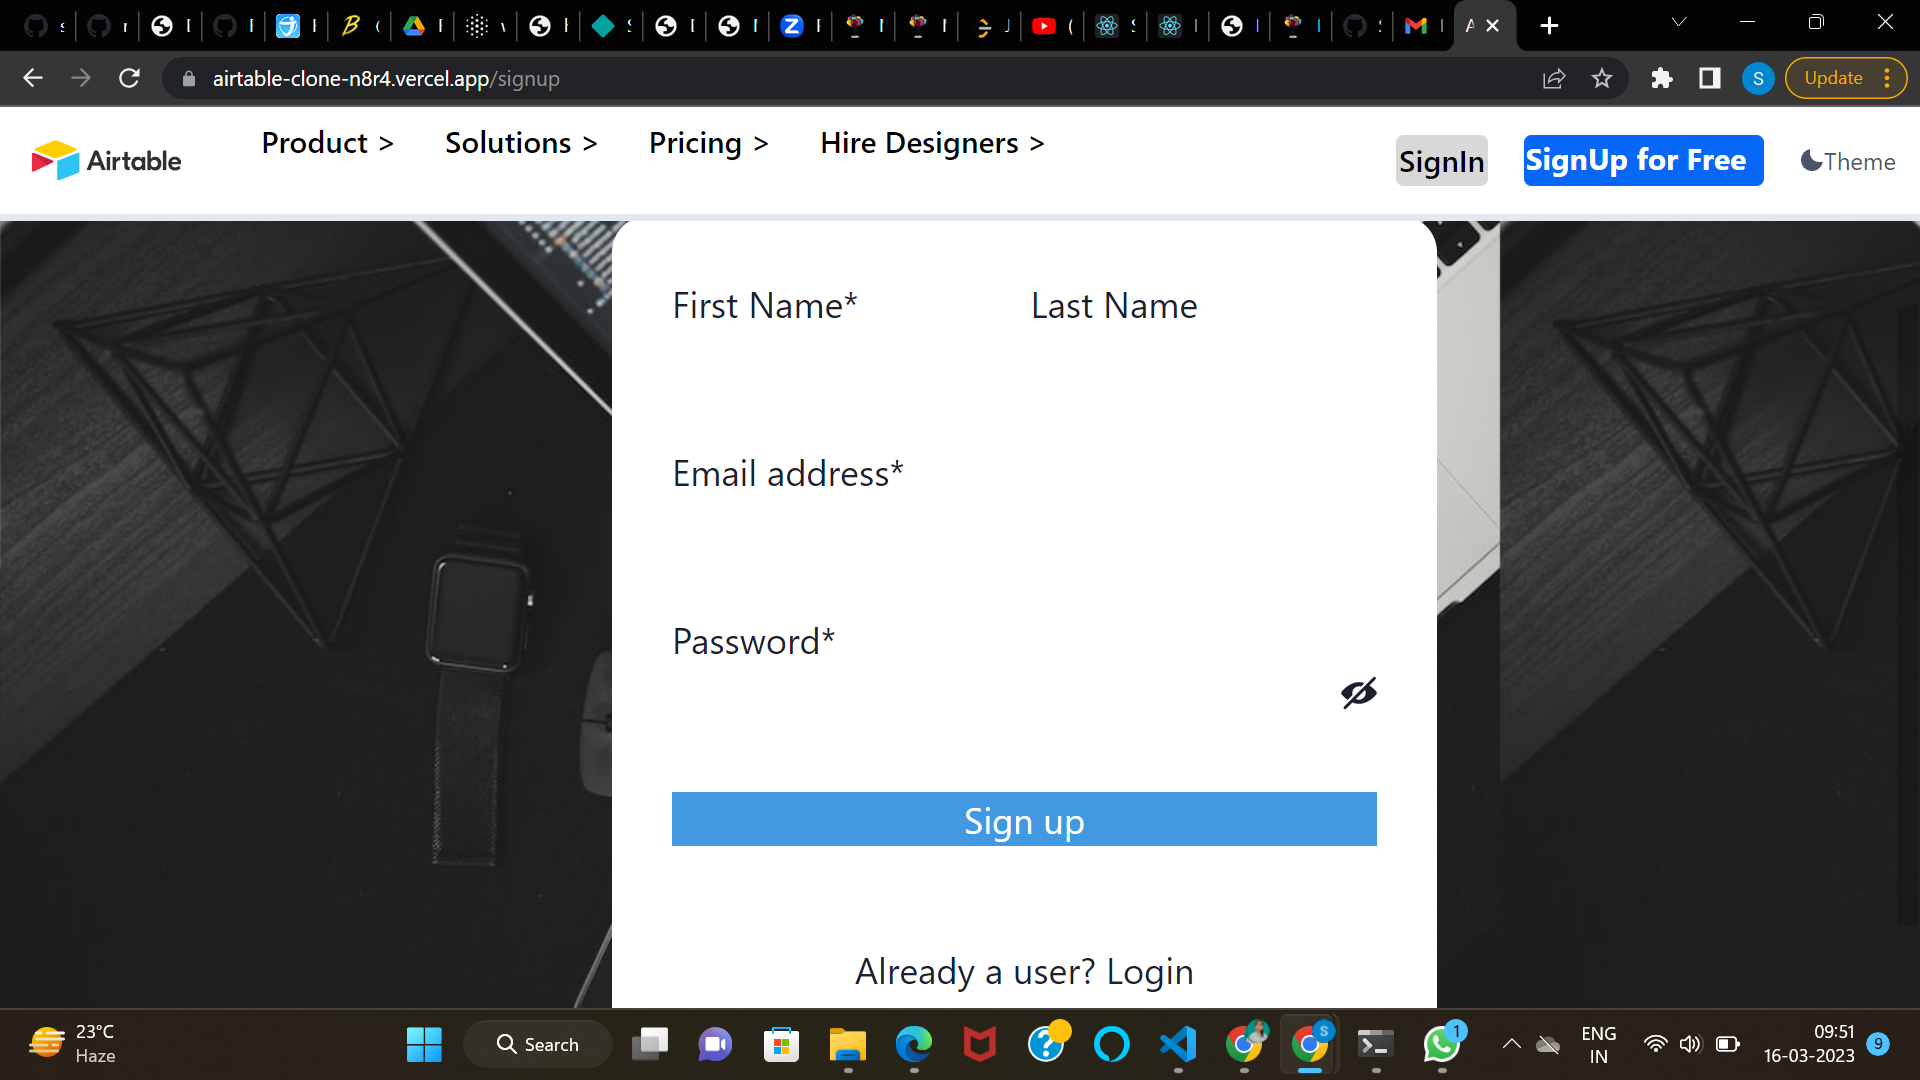 airtable-clone-n8r4.vercel.app/signup
S
Update
Airtable
Product >
Solutions >
Pricing >
Hire Designers >
SignIn
SignUp for Free
Theme
First Name*
Last Name
Email address*
Password*
Sign up
Already a user? Login
23°C
Haze
Search
S
1
ENG
IN
09:51
16-03-2023
9